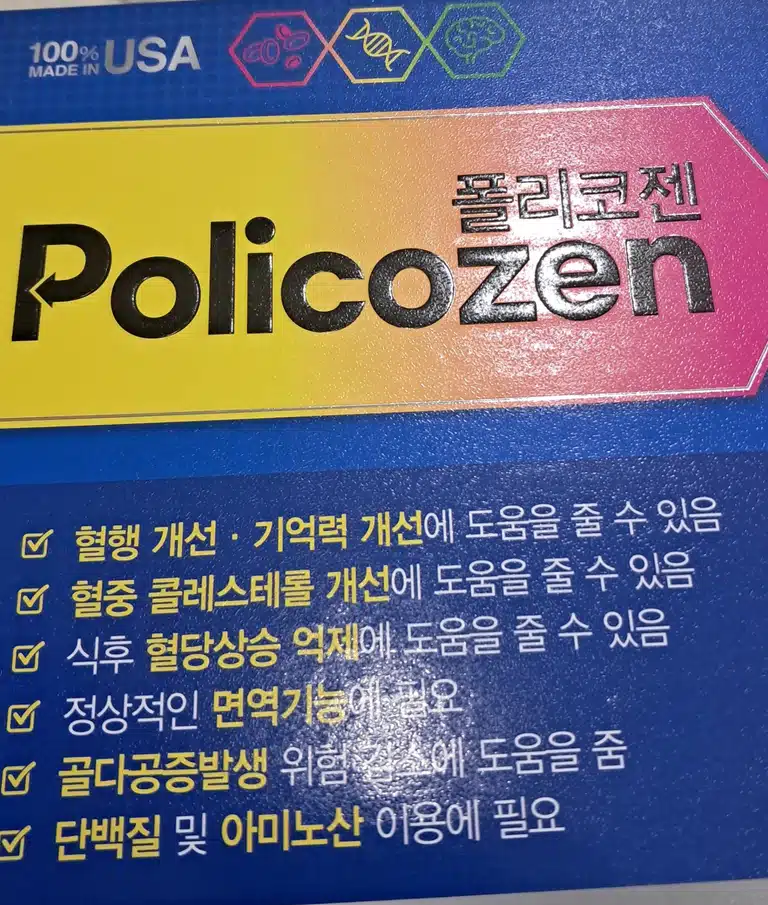 100% MADE IN USA
폴리코젠
Policozen
혈행 개선 · 기억력 개선에 도움을 줄 수 있음
혈중 콜레스테롤 개선에 도움을 줄 수 있음
식후 혈당상승 억제에 도움을 줄 수 있음
정상적인 면역기능에 필요
골다공증발생 위험 감소에 도움을 줌
단백질 및 아미노산 이용에 필요